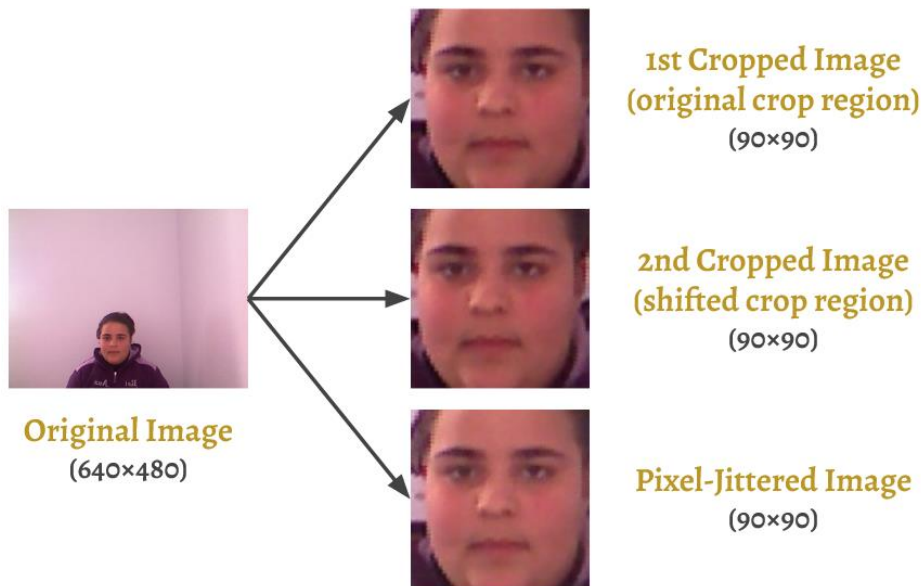 1st Cropped Image
(original crop region)
(90×90)
2nd Cropped Image
(shifted crop region)
(90×90)
Original Image
(640×480)
Pixel-Jittered Image
(90×90)